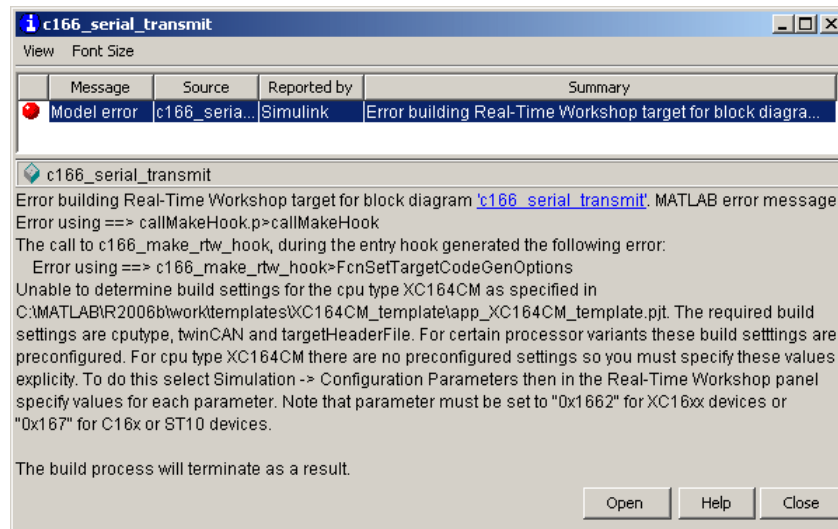 c166_serial_transmit
View Font Size
Message Source Reported by Summary
Model error c166_seria... Simulink Error building Real-Time Workshop target for block diagra...
c166_serial_transmit
Error building Real-Time Workshop target for block diagram 'c166_serial_transmit'. MATLAB error message
Error using ==> callMakeHook.p>callMakeHook
The call to c166_make_rtw_hook, during the entry hook generated the following error:
Error using ==> c166_make_rtw_hook>FcnSetTargetCodeGenOptions
Unable to determine build settings for the cpu type XC164CM as specified in
C:\MATLAB\R2006b\work\templates\XC164CM_template\app_XC164CM_template.pjt. The required build
settings are cputype, twinCAN and targetHeaderFile. For certain processor variants these build setttings are
preconfigured. For cpu type XC164CM there are no preconfigured settings so you must specify these values
explicity. To do this select Simulation -> Configuration Parameters then in the Real-Time Workshop panel
specify values for each parameter. Note that parameter must be set to "0x1662" for XC16xx devices or
"0x167" for C16x or ST10 devices.
The build process will terminate as a result.
Open Help Close